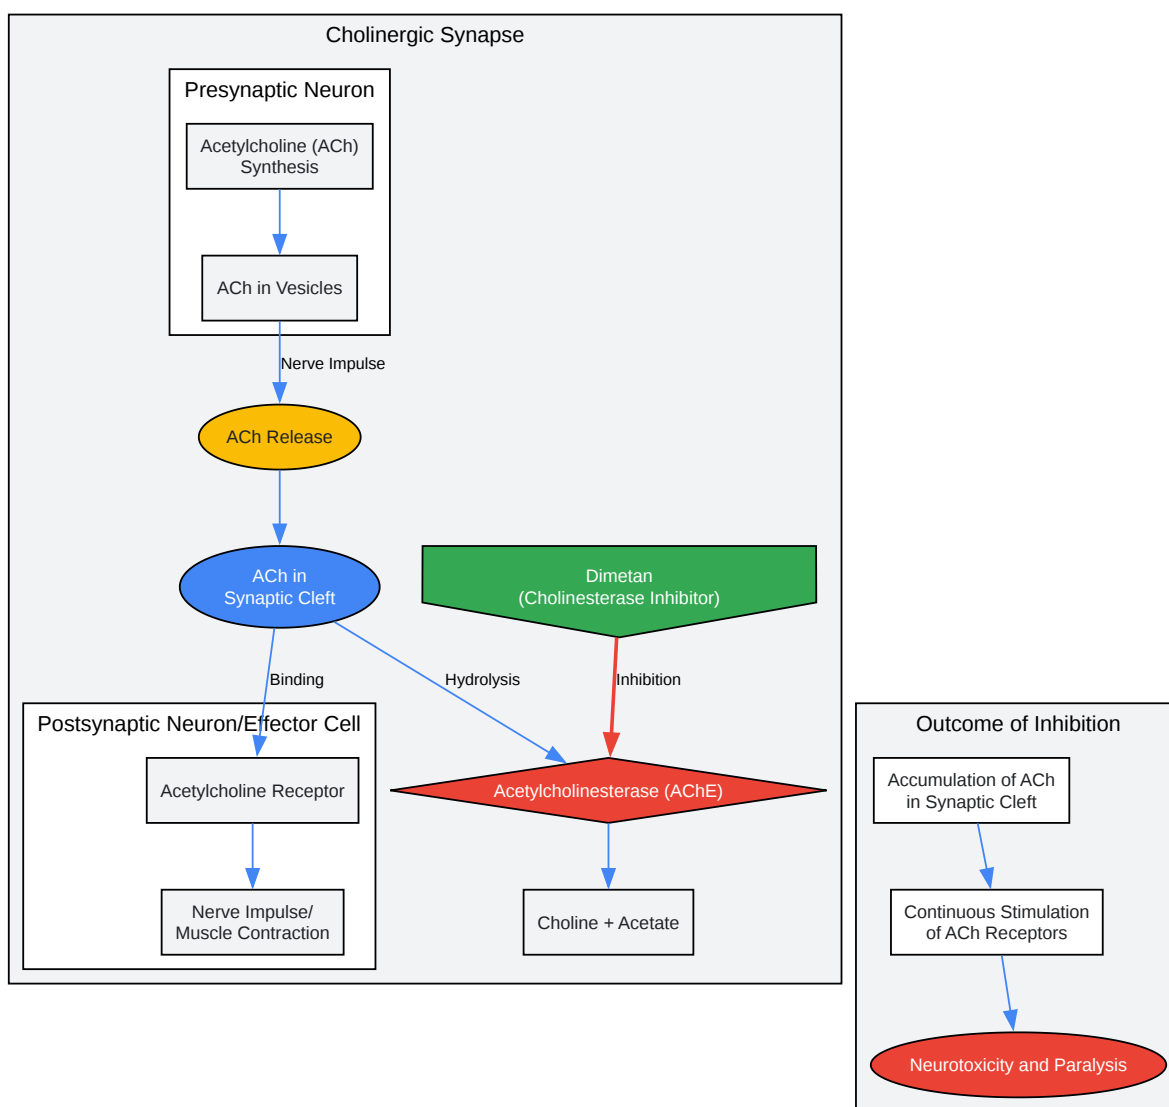 Cholinergic Synapse
Presynaptic Neuron
Acetylcholine (ACh)
Synthesis
ACh in Vesicles
Nerve Impulse
ACh Release
ACh in
Synaptic Cleft
Dimetan
(Cholinesterase Inhibitor)
Binding
Hydrolysis
Inhibition
Postsynaptic Neuron/Effector Cell
Acetylcholine Receptor
Nerve Impulse/
Muscle Contraction
Acetylcholinesterase (AChE)
Choline + Acetate
Outcome of Inhibition
Accumulation of ACh
in Synaptic Cleft
Continuous Stimulation
of ACh Receptors
Neurotoxicity and Paralysis